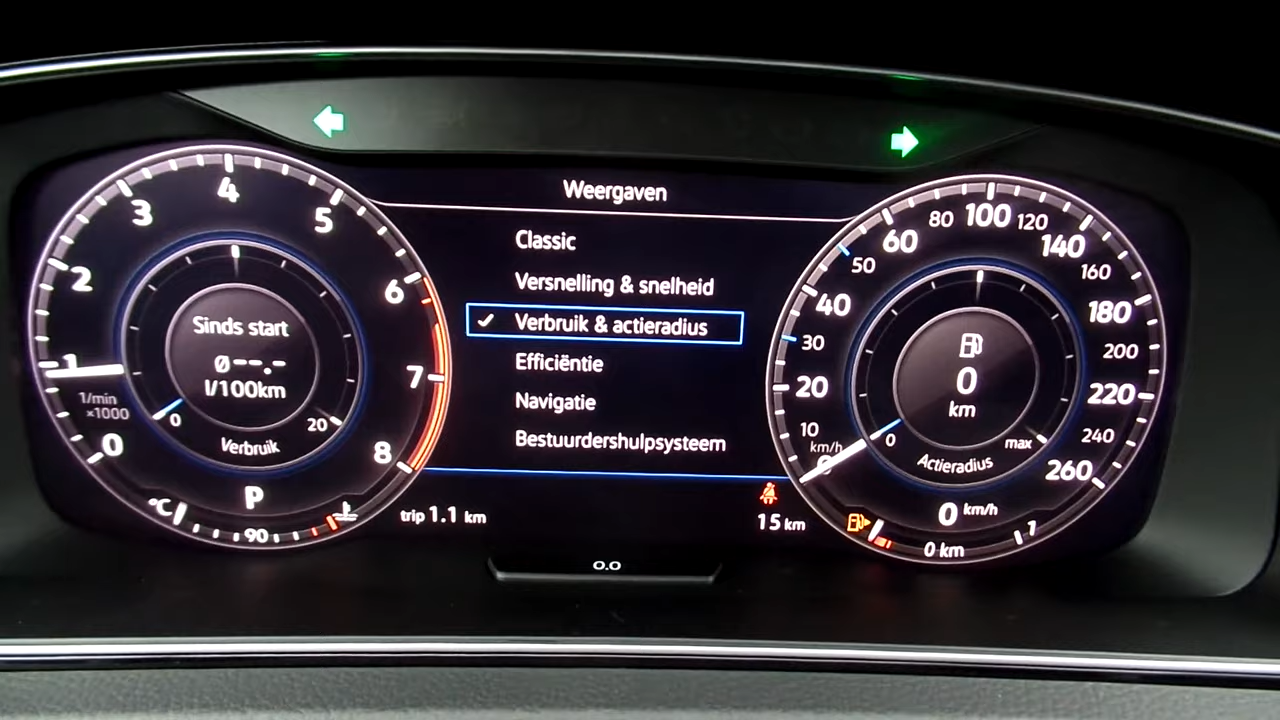 Weergaven
Classic
Versnelling & snelheid
Verbruik & actieradius
Efficiëntie
Navigatie
Bestuurdershulpsysteem
0
1
2
3
4
5
6
7
8
1/min
x1000
Sinds start
Ø--.-
l/100km
0
20
Verbruik
P
°C
90
trip 1.1 km
15 km
0.0
0
10
20
30
40
50
60
80
100
120
140
160
180
200
220
240
260
km/h
0
km
0
max
Actieradius
0 km/h
0 km
1